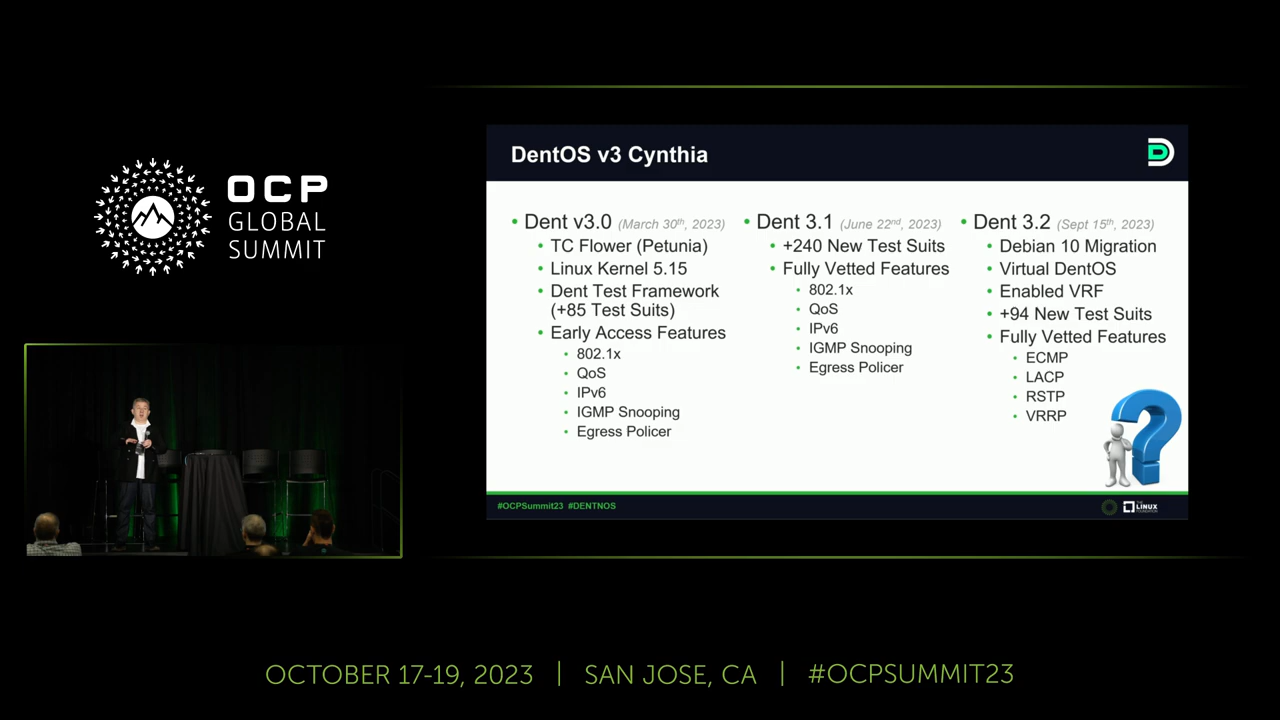 OCP
GLOBAL
SUMMIT
DentOS v3 Cynthia
• Dent v3.0 (March 30th, 2023)
• TC Flower (Petunia)
• Linux Kernel 5.15
• Dent Test Framework
(+85 Test Suits)
• Early Access Features
• 802.1x
• QoS
• IPv6
• IGMP Snooping
• Egress Policer
• Dent 3.1 (June 22nd, 2023)
• +240 New Test Suits
• Fully Vetted Features
• 802.1x
• QoS
• IPv6
• IGMP Snooping
• Egress Policer
• Dent 3.2 (Sept 15th, 2023)
• Debian 10 Migration
• Virtual DentOS
• Enabled VRF
• +94 New Test Suits
• Fully Vetted Features
• ECMP
• LACP
• RSTP
• VRRP
?
#OCPSummit23 #DENTNOS
THE
LINUX
FOUNDATION
OCTOBER 17-19, 2023 | SAN JOSE, CA | #OCPSUMMIT23